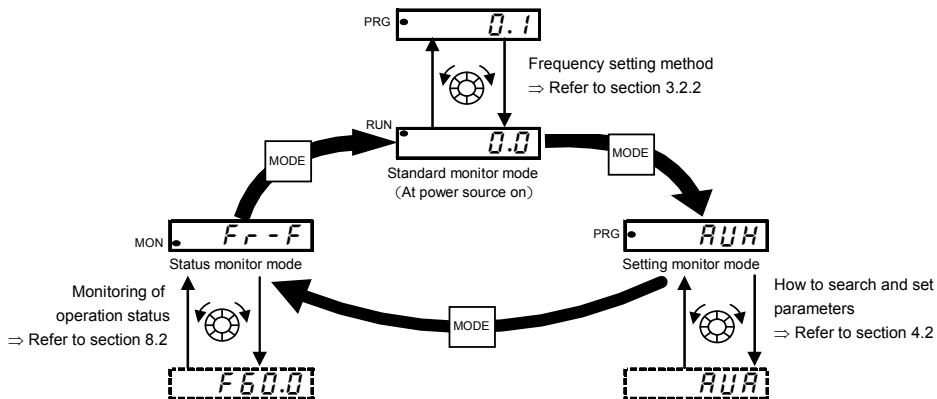 PRG 0.1
Frequency setting method
⇒ Refer to section 3.2.2
RUN 0.0
MODE
MODE
Standard monitor mode
(At power source on)
MON Fr-F
Status monitor mode
PRG AUH
Setting monitor mode
Monitoring of
operation status
⇒ Refer to section 8.2
How to search and set
parameters
⇒ Refer to section 4.2
MODE
F60.0
AUA